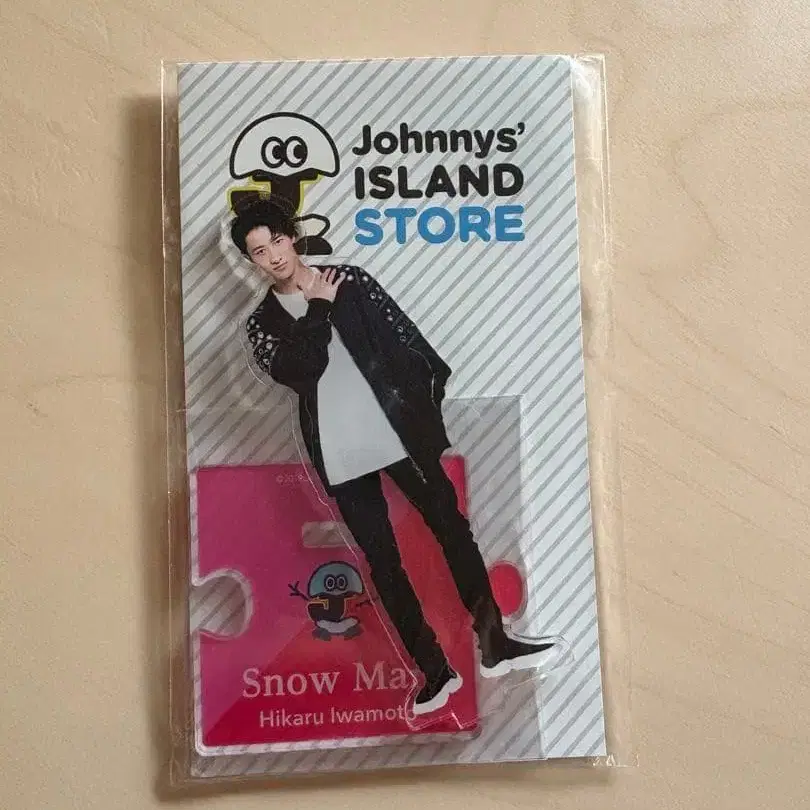 Johnnys'
ISLAND
STORE
Snow Ma
Hikaru Iwamoto